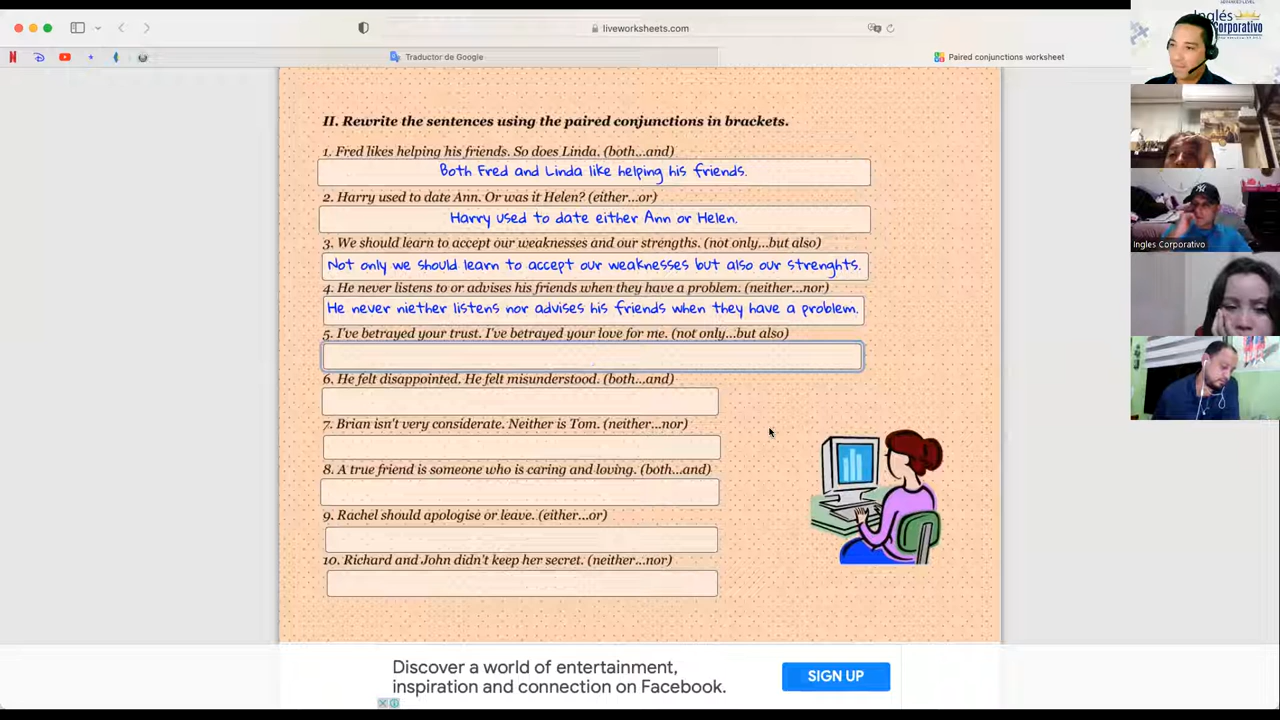 liveworksheets.com
Traductor de Google
Paired conjunctions worksheet
Inglés
Corporativo
II. Rewrite the sentences using the paired conjunctions in brackets.
1. Fred likes helping his friends. So does Linda. (both...and)
Both Fred and Linda like helping his friends.
2. Harry used to date Ann. Or was it Helen? (either...or)
Harry used to date either Ann or Helen.
3. We should learn to accept our weaknesses and our strengths. (not only...but also)
Not only we should learn to accept our weaknesses but also our strenghts.
4. He never listens to or advises his friends when they have a problem. (neither...nor)
He never niether listens nor advises his friends when they have a problem.
5. I've betrayed your trust. I've betrayed your love for me. (not only...but also)
6. He felt disappointed. He felt misunderstood. (both...and)
7. Brian isn't very considerate. Neither is Tom. (neither...nor)
8. A true friend is someone who is caring and loving. (both...and)
9. Rachel should apologise or leave. (either...or)
10. Richard and John didn't keep her secret. (neither...nor)
Ingles Corporativo
Discover a world of entertainment,
inspiration and connection on Facebook.
SIGN UP